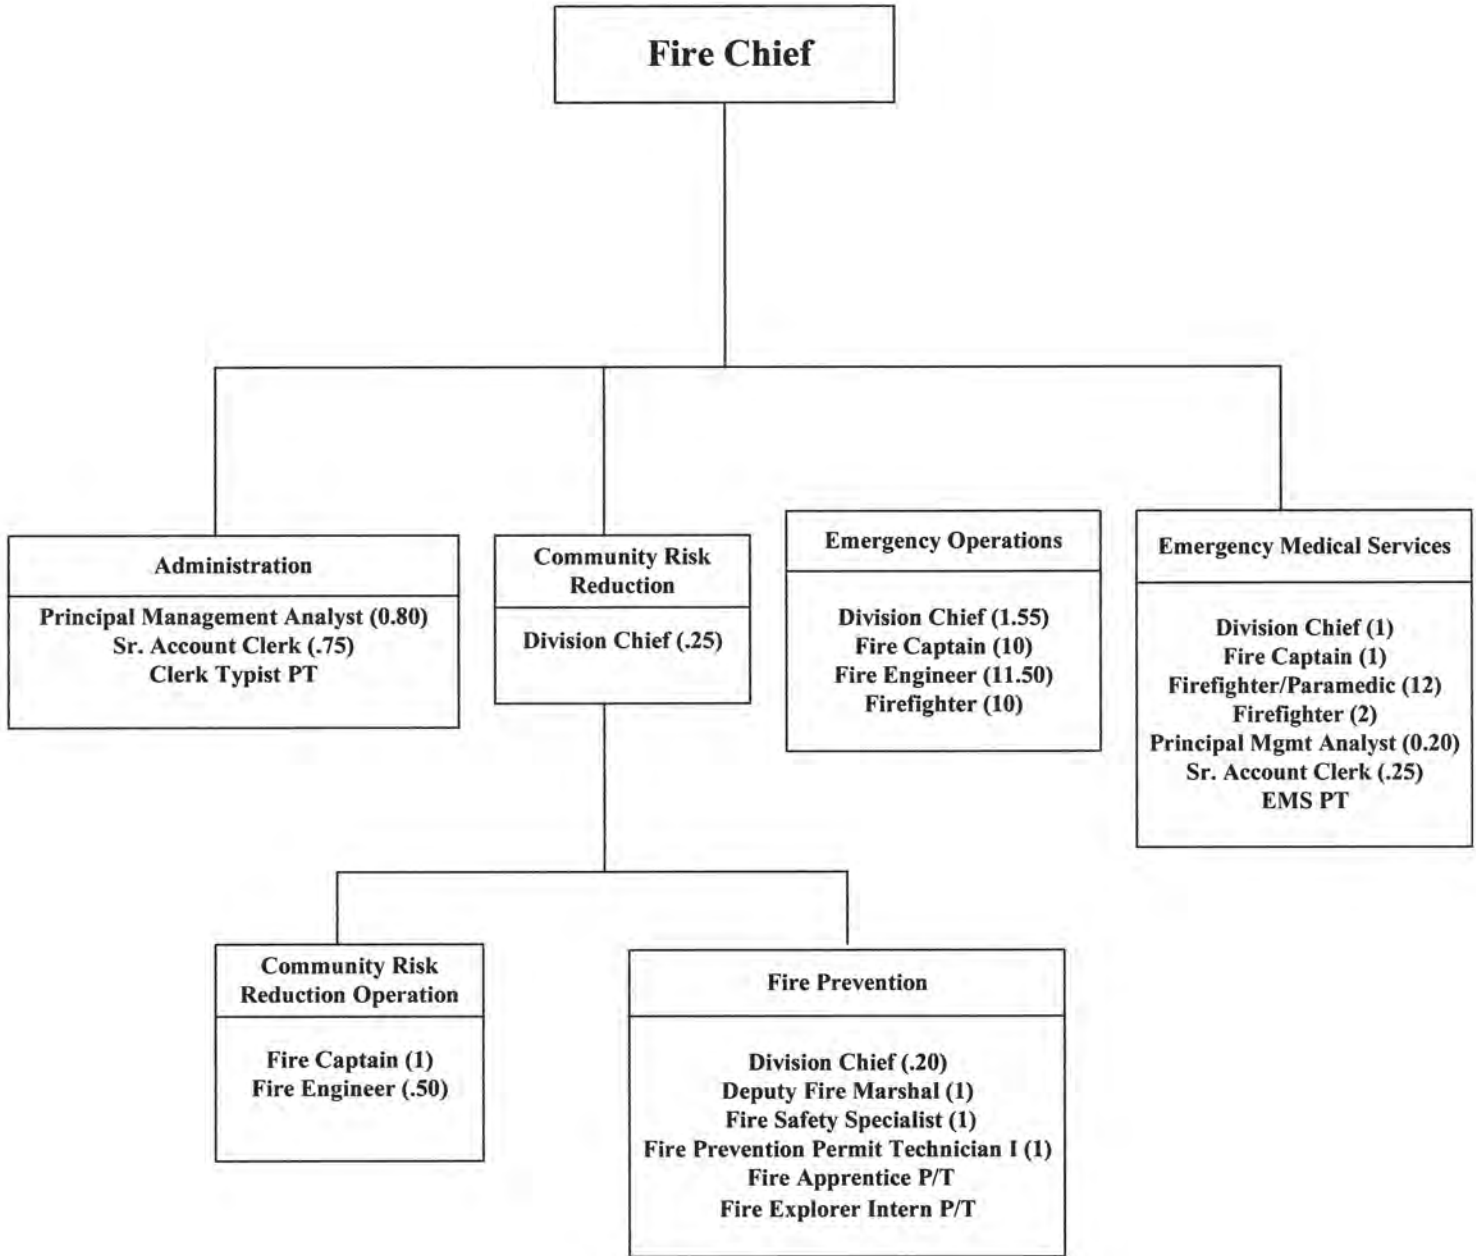 Fire Chief
Administration
Principal Management Analyst (0.80)
Sr. Account Clerk (.75)
Clerk Typist PT
Community Risk
Reduction
Division Chief (.25)
Emergency Operations
Division Chief (1.55)
Fire Captain (10)
Fire Engineer (11.50)
Firefighter (10)
Emergency Medical Services
Division Chief (1)
Fire Captain (1)
Firefighter/Paramedic (12)
Firefighter (2)
Principal Mgmt Analyst (0.20)
Sr. Account Clerk (.25)
EMS PT
Community Risk
Reduction Operation
Fire Captain (1)
Fire Engineer (.50)
Fire Prevention
Division Chief (.20)
Deputy Fire Marshal (1)
Fire Safety Specialist (1)
Fire Prevention Permit Technician I (1)
Fire Apprentice P/T
Fire Explorer Intern P/T